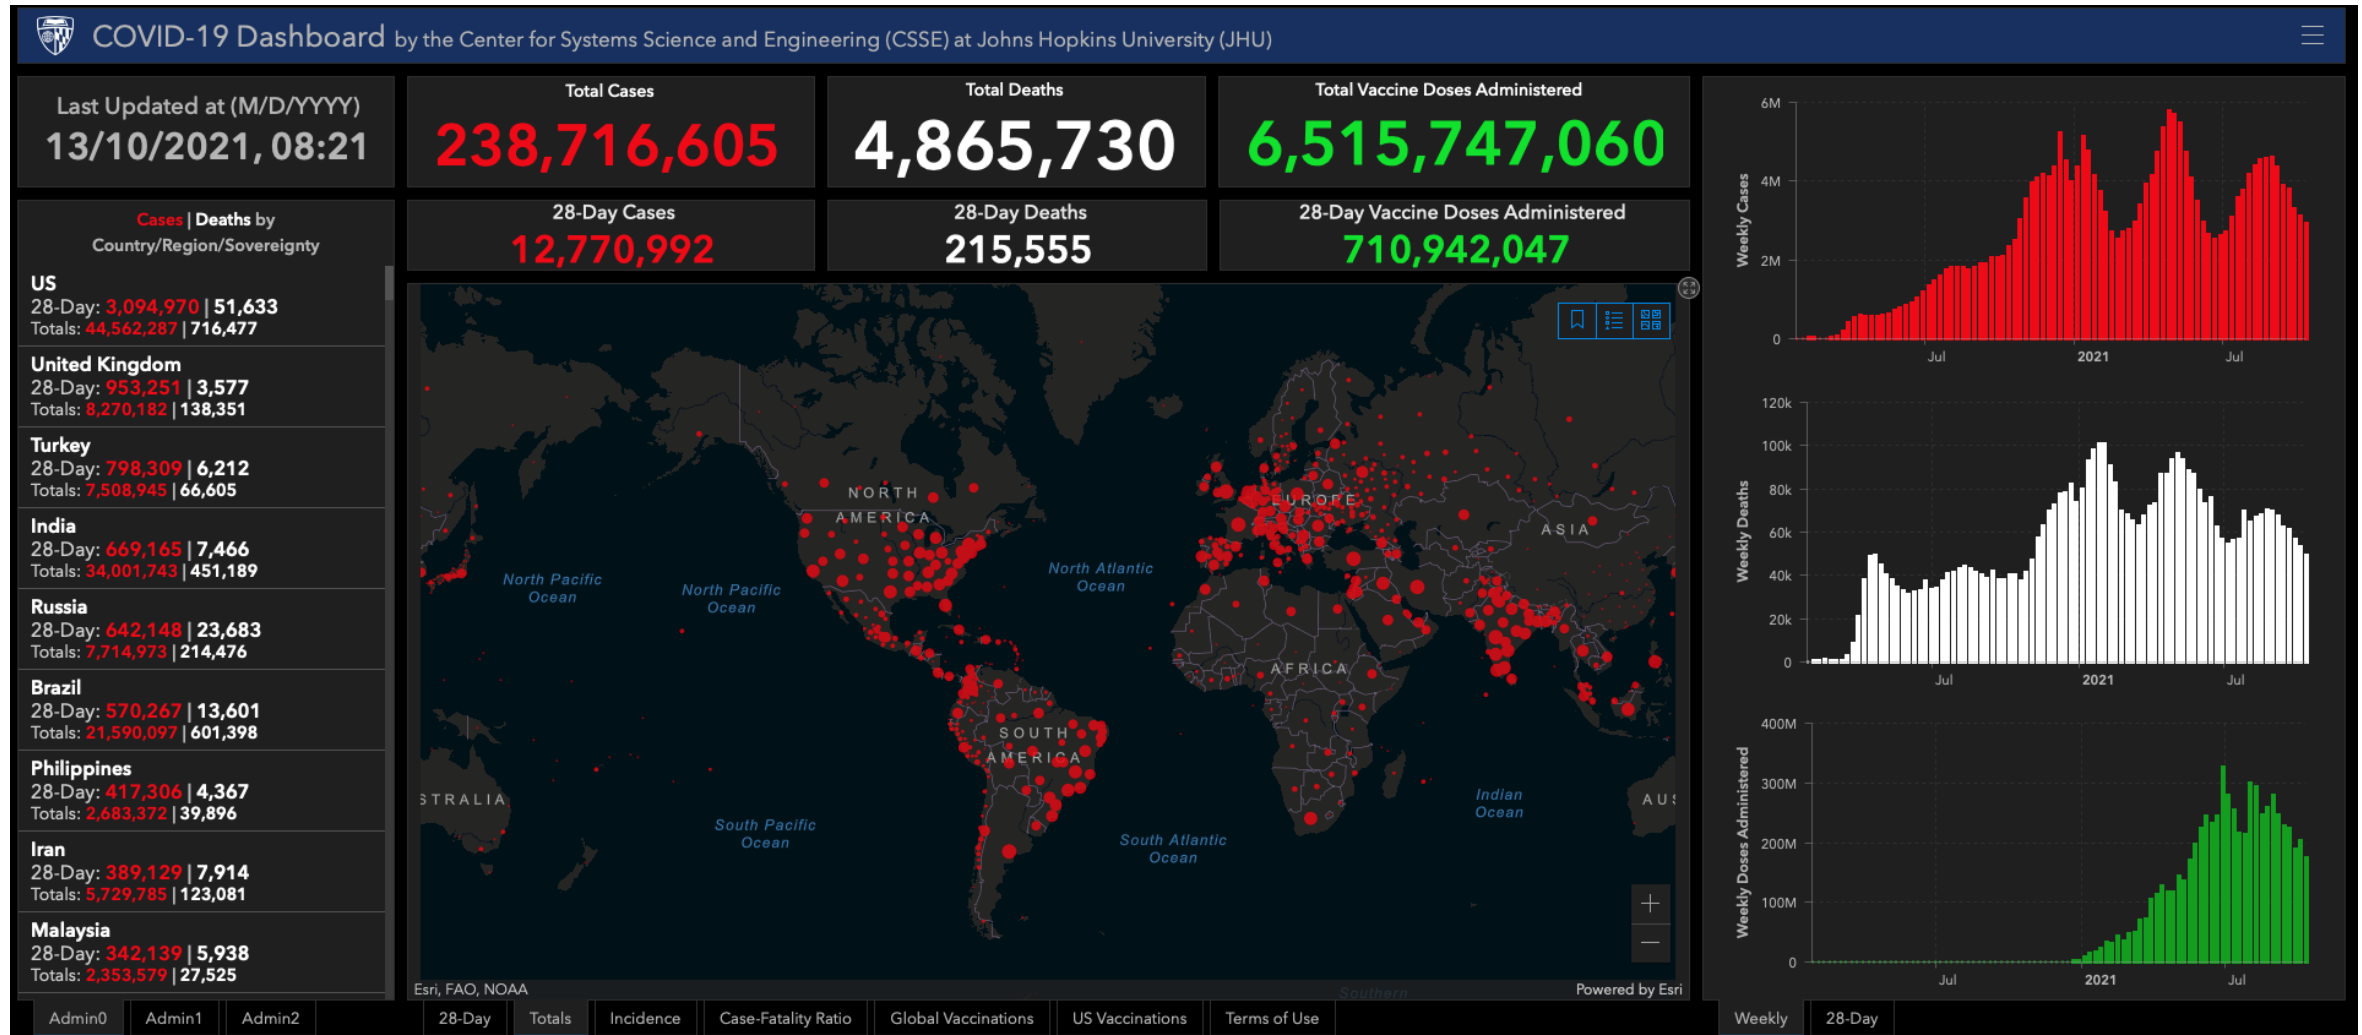 COVID-19 Dashboard by the Center for Systems Science and Engineering (CSSE) at Johns Hopkins University (JHU)
Last Updated at (M/D/YYYY)
13/10/2021, 08:21
Cases | Deaths by
Country/Region/Sovereignty
US
28-Day: 3,094,970 | 51,633
Totals: 44,562,287 | 716,477
United Kingdom
28-Day: 953,251 | 3,577
Totals: 8,270,182 | 138,351
Turkey
28-Day: 798,309 | 6,212
Totals: 7,508,945 | 66,605
India
28-Day: 669,165 | 7,466
Totals: 34,001,743 | 451,189
Russia
28-Day: 642,148 | 23,683
Totals: 7,714,973 | 214,476
Brazil
28-Day: 570,267 | 13,601
Totals: 21,590,097 | 601,398
Philippines
28-Day: 417,306 | 4,367
Totals: 2,683,372 | 39,896
Iran
28-Day: 389,129 | 7,914
Totals: 5,729,785 | 123,081
Malaysia
28-Day: 342,139 | 5,938
Totals: 2,353,579 | 27,525
Admin0 Admin1 Admin2
Total Cases
238,716,605
Total Deaths
4,865,730
Total Vaccine Doses Administered
6,515,747,060
28-Day Cases
12,770,992
28-Day Deaths
215,555
28-Day Vaccine Doses Administered
710,942,047
NORTH
AMERICA
EUROPE
ASIA
North Pacific
Ocean
North Pacific
Ocean
North Atlantic
Ocean
AFRICA
SOUTH
AMERICA
STRALIA
Indian
Ocean
AUS
South Pacific
Ocean
South Atlantic
Ocean
Southern
Esri, FAO, NOAA
Powered by Esri
28-Day Totals Incidence Case-Fatality Ratio Global Vaccinations US Vaccinations Terms of Use
Weekly Cases
6M
4M
2M
0
Jul 2021 Jul
Weekly Deaths
120k
100k
80k
60k
40k
20k
0
Jul 2021 Jul
Weekly Doses Administered
400M
300M
200M
100M
0
Jul 2021 Jul
Weekly 28-Day